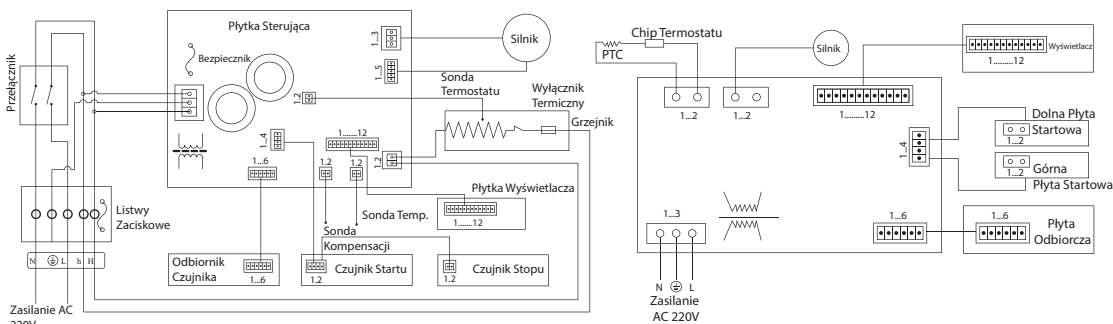 Płytka Sterująca
Bezpiecznik
Przełącznik
1...3
1...5
Silnik
Sonda
Termostatu
Wyłącznik
Termiczny
Grzejnik
1.2
1...4
1........12
1...6
1.2
1.2
1.2
Płytka Wyświetlacza
1.......12
Sonda Temp.
Sonda
Kompensacji
Listwy
Zaciskowe
N L h H
Odbiornik
Czujnika
1...6
Czujnik Startu
1.2
Czujnik Stopu
1.2
Zasilanie AC
220V
Chip Termostatu
PTC
Silnik
Wyświetlacz
1.........12
1...2
1...2
1..........12
1...4
Dolna Płyta
Startowa
1...2
Górna
1...2
Płyta Startowa
1...3
1...6
1...6
Płyta
Odbiorcza
N L
Zasilanie
AC 220V